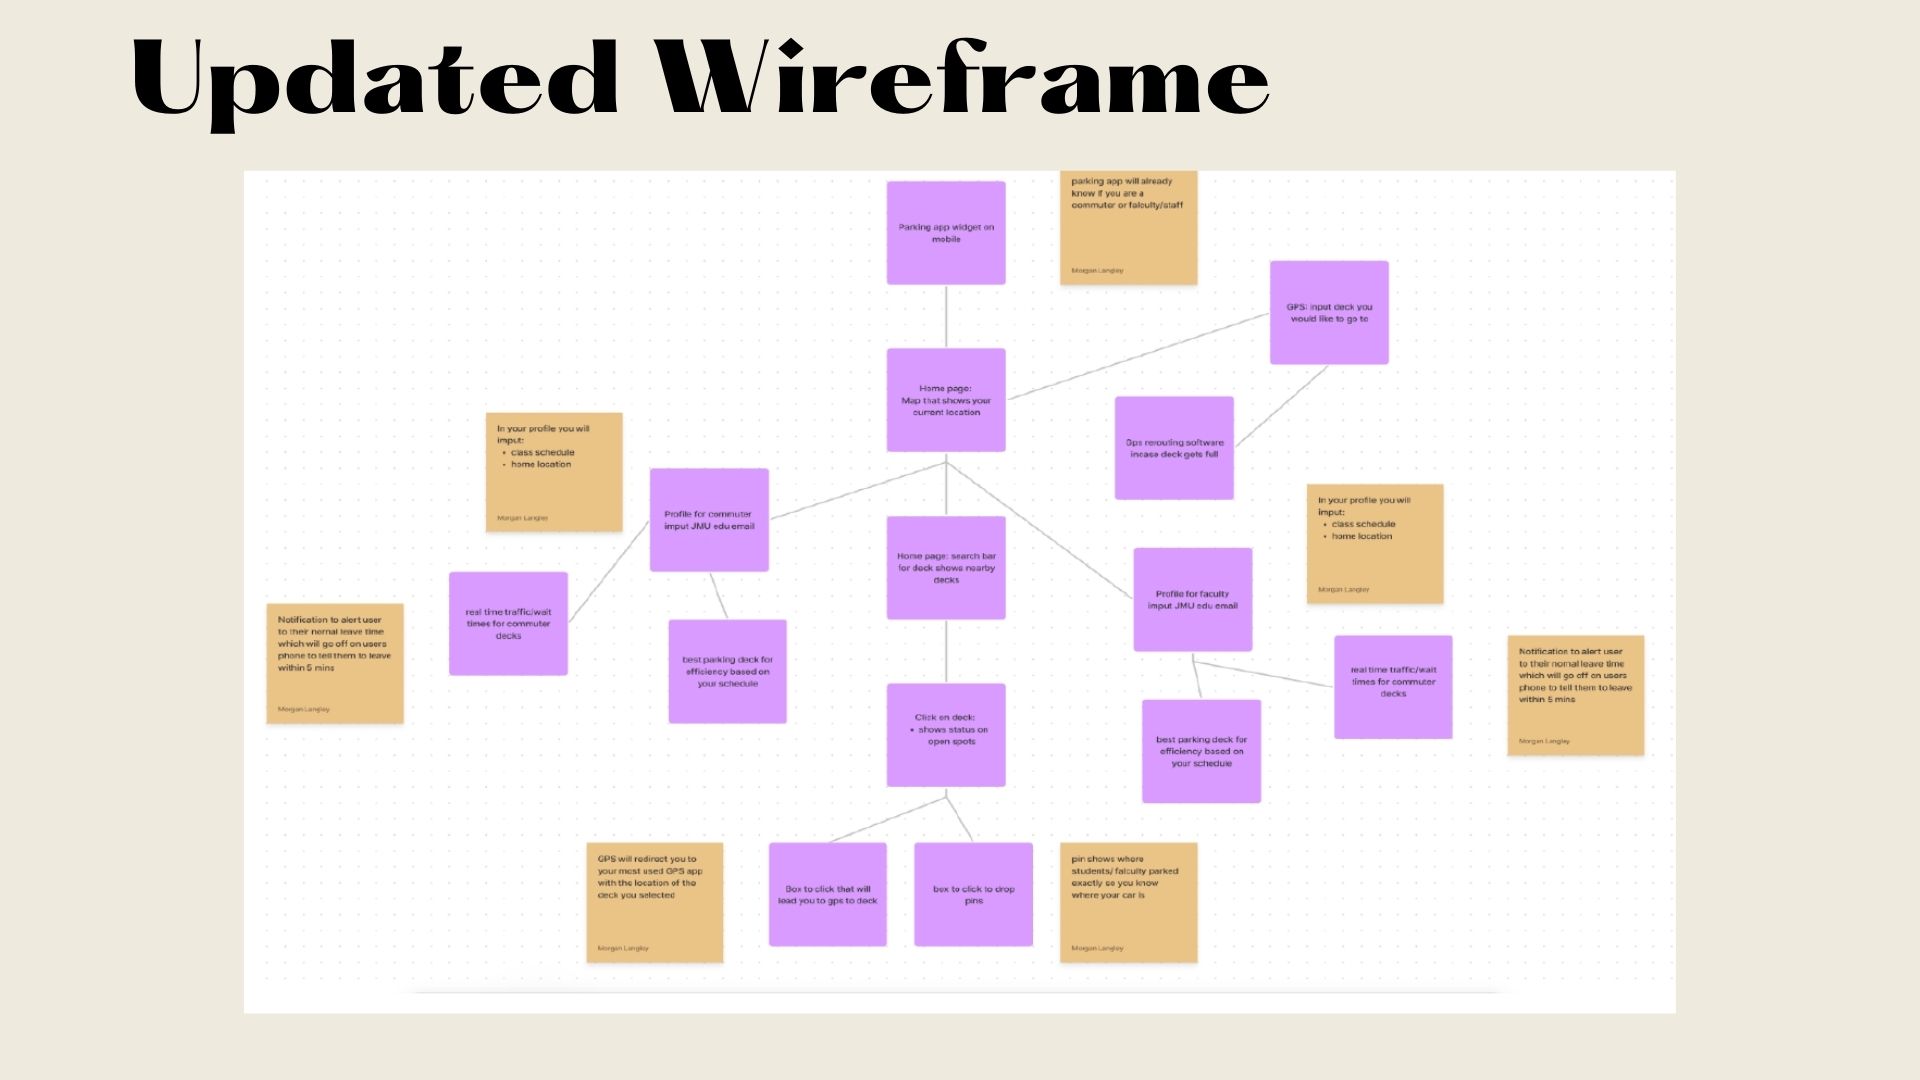 Updated Wireframe
Parking app widget on
mobile
parking app will already
know if you are a
commuter or falculty/staff
Morgan Langley
GPS: input deck you
would like to go to
Home page:
Map that shows your
current location
Gps rerouting software
incase deck gets full
In your profile you will
imput:
• class schedule
• home location
Morgan Langley
Profile for commuter
imput JMU edu email
In your profile you will
imput:
• class schedule
• home location
Morgan Langley
Home page: search bar
for deck shows nearby
decks
Profile for faculty
imput JMU edu email
real time traffic/wait
times for commuter
decks
Notification to alert user
to their nornal leave time
which will go off on users
phone to tell them to leave
within 5 mins
Morgan Langley
best parking deck for
efficiency based on
your schedule
real time traffic/wait
times for commuter
decks
Notification to alert user
to their nornal leave time
which will go off on users
phone to tell them to leave
within 5 mins
Morgan Langley
Click on deck:
• shows status on
open spots
best parking deck for
efficiency based on
your schedule
GPS will redirect you to
your most used GPS app
with the location of the
deck you selected
Morgan Langley
Box to click that will
lead you to gps to deck
box to click to drop
pins
pin shows where
students/ falculty parked
exactly so you know
where your car is
Morgan Langley